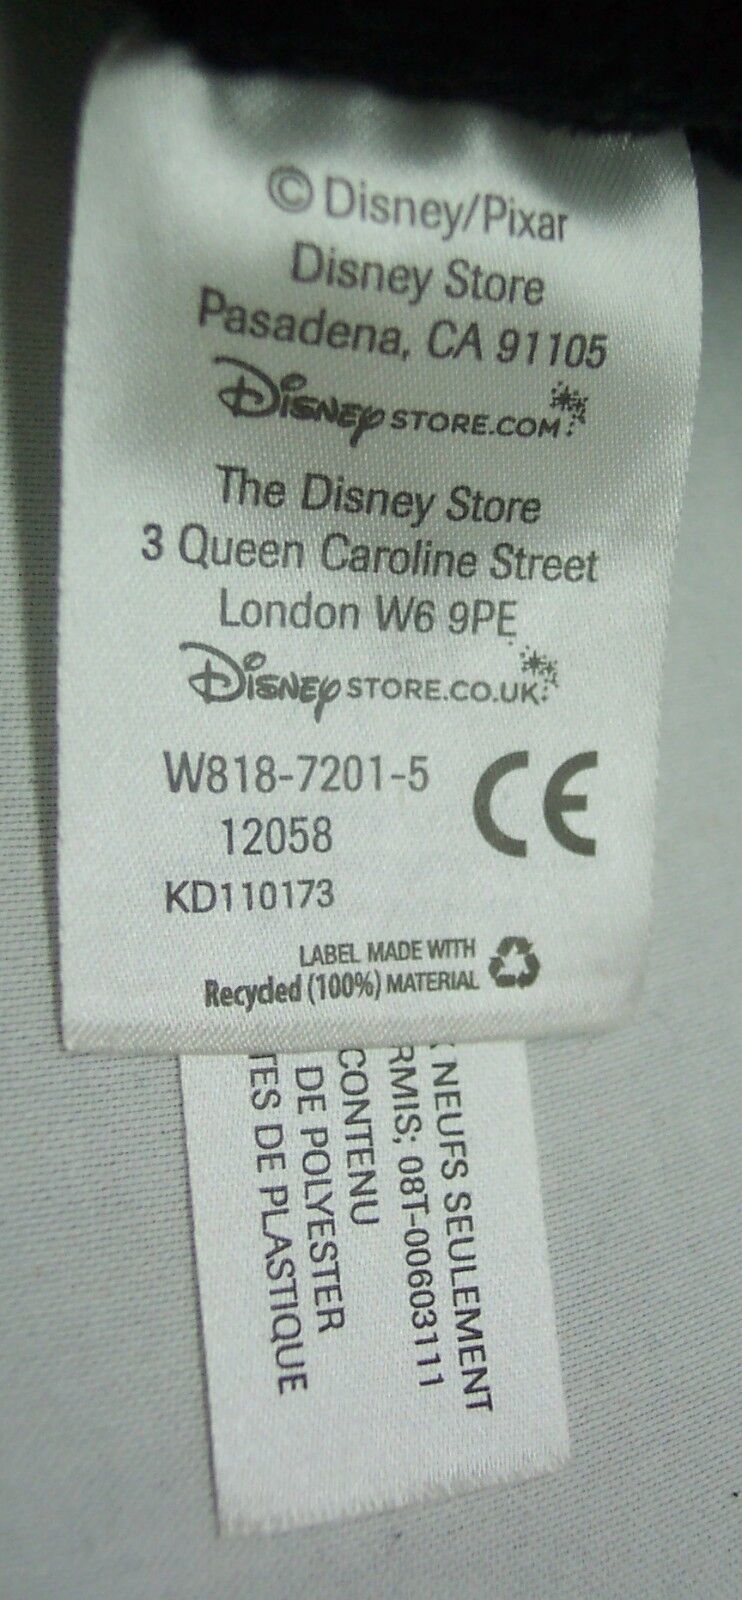 © Disney/Pixar
Disney Store
Pasadena, CA 91105
Disney STORE.COM
The Disney Store
3 Queen Caroline Street
London W6 9PE
Disney STORE.CO.UK
W818-7201-5
12058
KD110173
CE
LABEL MADE WITH
Recycled (100%) MATERIAL
NEUFS SEULEMENT
RMIS; 08T-00603111
CONTENU
DE POLYESTER
TES DE PLASTIQUE